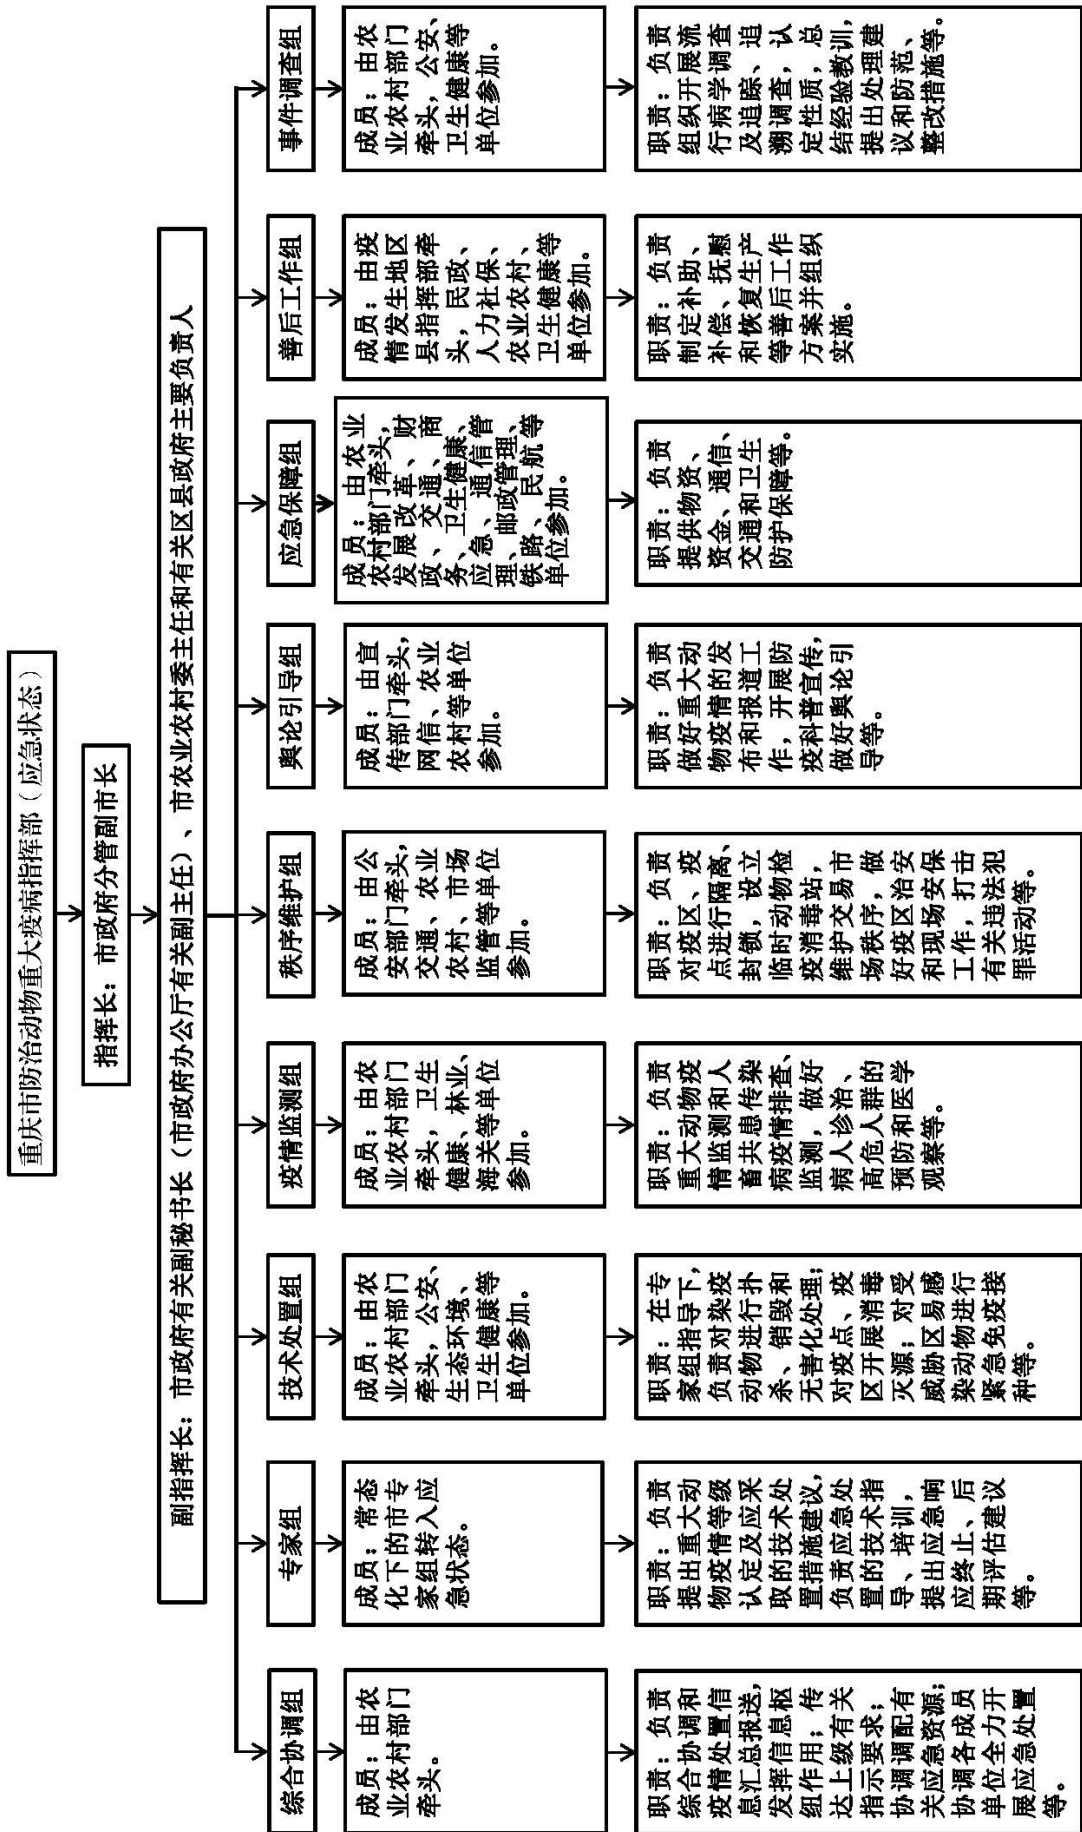 重庆市防治动物重大疫病指挥部（应急状态）
指挥长：市政府分管副市长
副指挥长：市政府有关副秘书长（市政府办公厅有关副主任）、市农业农村委主任和有关区县政府主要负责人
综合协调组
成员：由农
业农村部门
牵头。
职责：负责
综合协调和
疫情处置信
息汇总报送，
发挥信息枢
纽作用；传
达上级有关
指示要求；
协调调配有
关应急资源；
协调各成员
单位全力开
展应急处置
等。
专家组
成员：常态
化下的市专
家组转入应
急状态。
职责：负责
提出重大动
物疫情等级
认定及应采
取的技术处
置措施建议，
负责应急处
置的技术指
导、培训，
提出应急响
应终止、后
期评估建议
等。
技术处置组
成员：由农
业农村部门
牵头，公安、
生态环境、
卫生健康等
单位参加。
职责：在专
家组指导下，
负责对染疫
动物进行扑
杀、销毁和
无害化处理；
对疫点、疫
区开展消毒
灭源；对受
威胁区易感
染动物进行
紧急免疫接
种等。
疫情监测组
成员：由农
业农村部门
牵头，卫生
健康、林业、
海关等单位
参加。
职责：负责
重大动物疫
情监测和人
畜共患传染
病疫情排查、
监测，做好
病人诊治、
高危人群的
预防和医学
观察等。
秩序维护组
成员：由公
安部门牵头，
交通、农业
农村、市场
监管等单位
参加。
职责：负责
对疫区、疫
点进行隔离、
封锁，设立
临时动物检
疫消毒站，
维护交易市
场秩序，做
好疫区治安
和现场安保
工作，打击
有关违法犯
罪活动等。
舆论引导组
成员：由宣
传部门牵头，
网信、农业
农村等单位
参加。
职责：负责
做好重大动
物疫情的发
布和报道工
作，开展防
疫科普宣传，
做好舆论引
导等。
应急保障组
成员：由农业
农村部门牵头，
发展改革、财
政、交通、商
务、卫生健康、
应急、通信管
理、邮政管理、
铁路、民航等
单位参加。
职责：负责
提供物资、
资金、通信、
交通和卫生
防护保障等。
善后工作组
成员：由疫
情发生地区
县指挥部牵
头，民政、
人力社保、
农业农村、
卫生健康等
单位参加。
职责：负责
制定补助、
补偿、抚慰
和恢复生产
等善后工作
方案并组织
实施。
事件调查组
成员：由农
业农村部门
牵头，公安、
卫生健康等
单位参加。
职责：负责
组织开展流
行病学调查
及追踪、追
溯调查，认
定性质，总
结经验教训，
提出处理建
议和防范、
整改措施等。